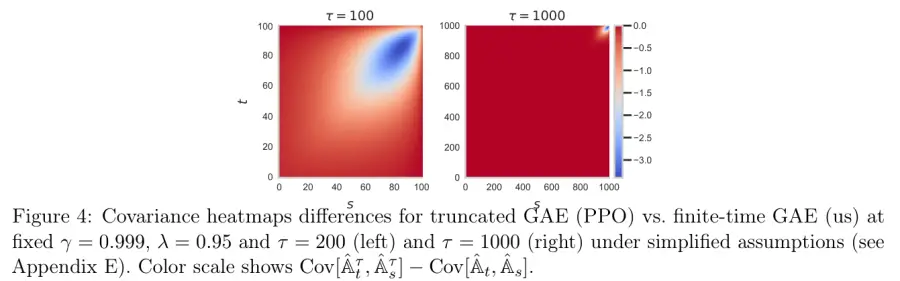 τ = 100
τ = 1000
100
80
60
40
20
0
t
0 20 40 60 80 100
s
1000
800
600
400
200
0
0 200 400 600 800 1000
s
0.0
−0.5
−1.0
−1.5
−2.0
−2.5
−3.0
Figure 4: Covariance heatmaps differences for truncated GAE (PPO) vs. finite-time GAE (us) at
fixed γ = 0.999, λ = 0.95 and τ = 200 (left) and τ = 1000 (right) under simplified assumptions (see
Appendix E). Color scale shows Cov[Â^τ_t, Â^τ_s] − Cov[Â_t, Â_s].